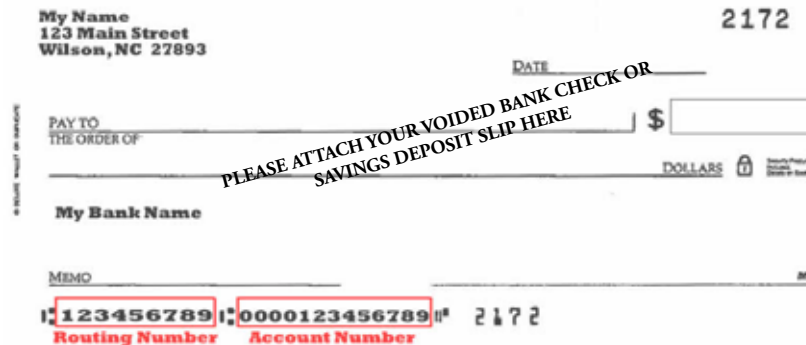 My Name
2172
123 Main Street
Wilson, NC 27893
DATE
PLEASE ATTACH YOUR VOIDED BANK CHECK OR
SAVINGS DEPOSIT SLIP HERE
PAY TO
THE ORDER OF
$
DOLLARS
My Bank Name
MEMO
⑆123456789⑆0000123456789⑈ 2172
Routing Number Account Number